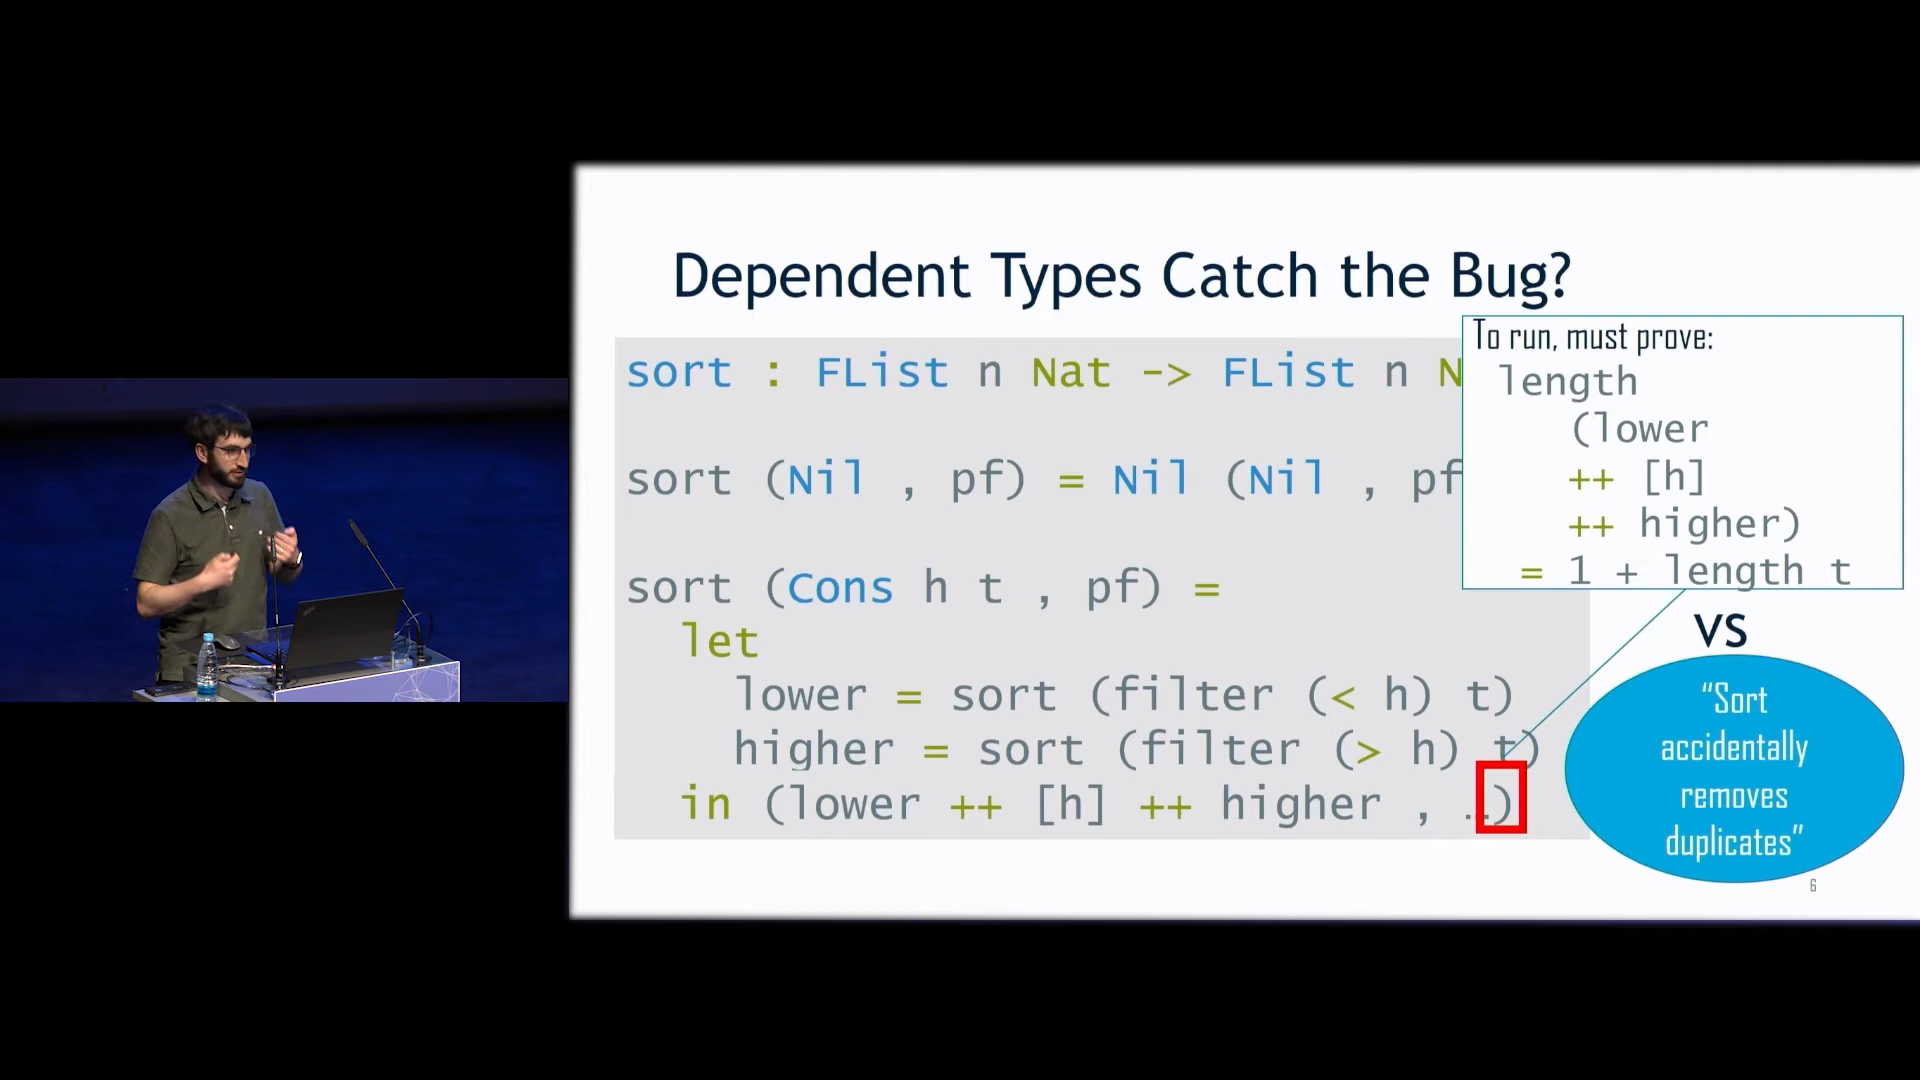 Dependent Types Catch the Bug?
sort : FList n Nat -> FList n N
sort (Nil , pf) = Nil (Nil , pf
sort (Cons h t , pf) =
let
lower = sort (filter (< h) t)
higher = sort (filter (> h) t)
in (lower ++ [h] ++ higher , …)
To run, must prove:
length
(lower
++ [h]
++ higher)
= 1 + length t
vs
“Sort
accidentally
removes
duplicates”
6